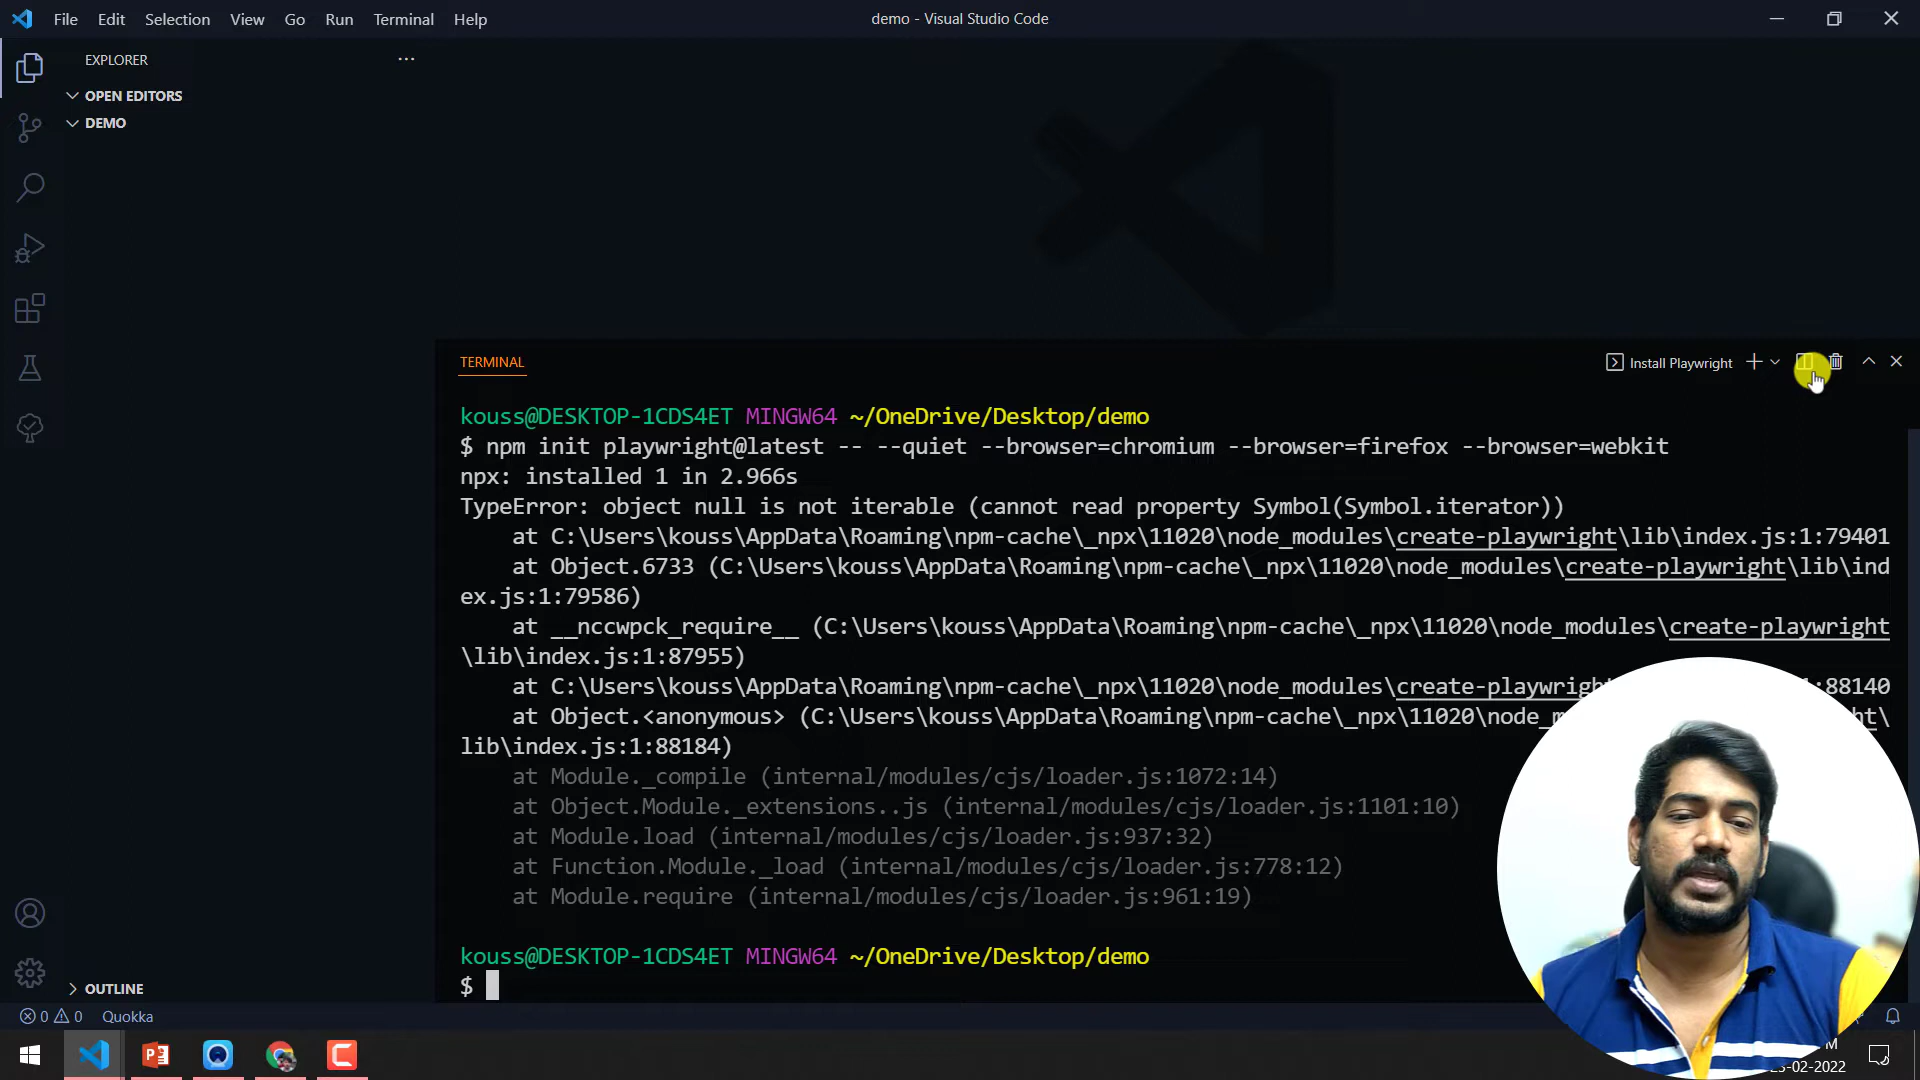 File Edit Selection View Go Run Terminal Help
demo - Visual Studio Code
EXPLORER
OPEN EDITORS
DEMO
TERMINAL
Install Playwright
kouss@DESKTOP-1CDS4ET MINGW64 ~/OneDrive/Desktop/demo
$ npm init playwright@latest -- --quiet --browser=chromium --browser=firefox --browser=webkit
npx: installed 1 in 2.966s
TypeError: object null is not iterable (cannot read property Symbol(Symbol.iterator))
at C:\Users\kouss\AppData\Roaming\npm-cache\_npx\11020\node_modules\create-playwright\lib\index.js:1:79401
at Object.6733 (C:\Users\kouss\AppData\Roaming\npm-cache\_npx\11020\node_modules\create-playwright\lib\ind
ex.js:1:79586)
at __nccwpck_require__ (C:\Users\kouss\AppData\Roaming\npm-cache\_npx\11020\node_modules\create-playwright
\lib\index.js:1:87955)
at C:\Users\kouss\AppData\Roaming\npm-cache\_npx\11020\node_modules\create-playwrigh :88140
at Object.<anonymous> (C:\Users\kouss\AppData\Roaming\npm-cache\_npx\11020\node_m ht\
lib\index.js:1:88184)
at Module._compile (internal/modules/cjs/loader.js:1072:14)
at Object.Module._extensions..js (internal/modules/cjs/loader.js:1101:10)
at Module.load (internal/modules/cjs/loader.js:937:32)
at Function.Module._load (internal/modules/cjs/loader.js:778:12)
at Module.require (internal/modules/cjs/loader.js:961:19)
kouss@DESKTOP-1CDS4ET MINGW64 ~/OneDrive/Desktop/demo
$
OUTLINE
0 0 Quokka
M
-02-2022